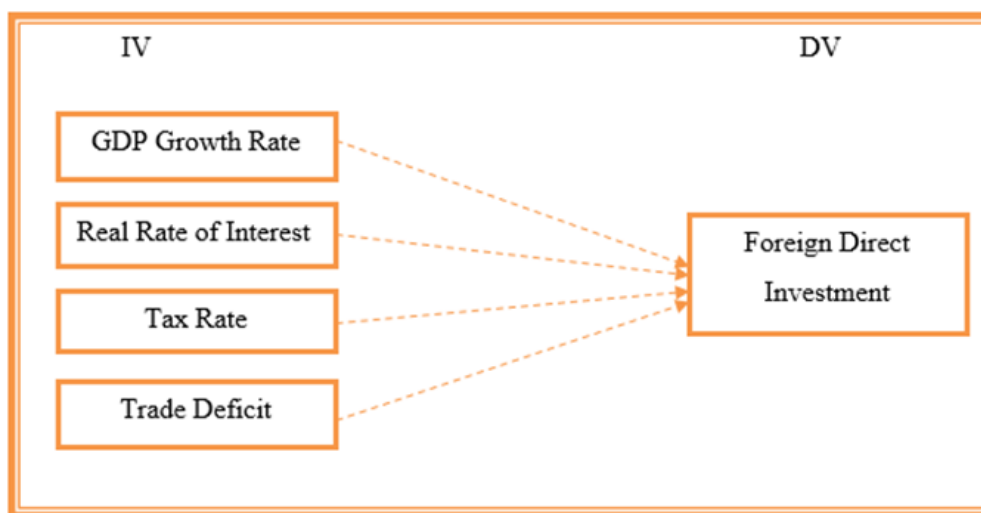 IV
DV
GDP Growth Rate
Real Rate of Interest
Tax Rate
Trade Deficit
Foreign Direct
Investment